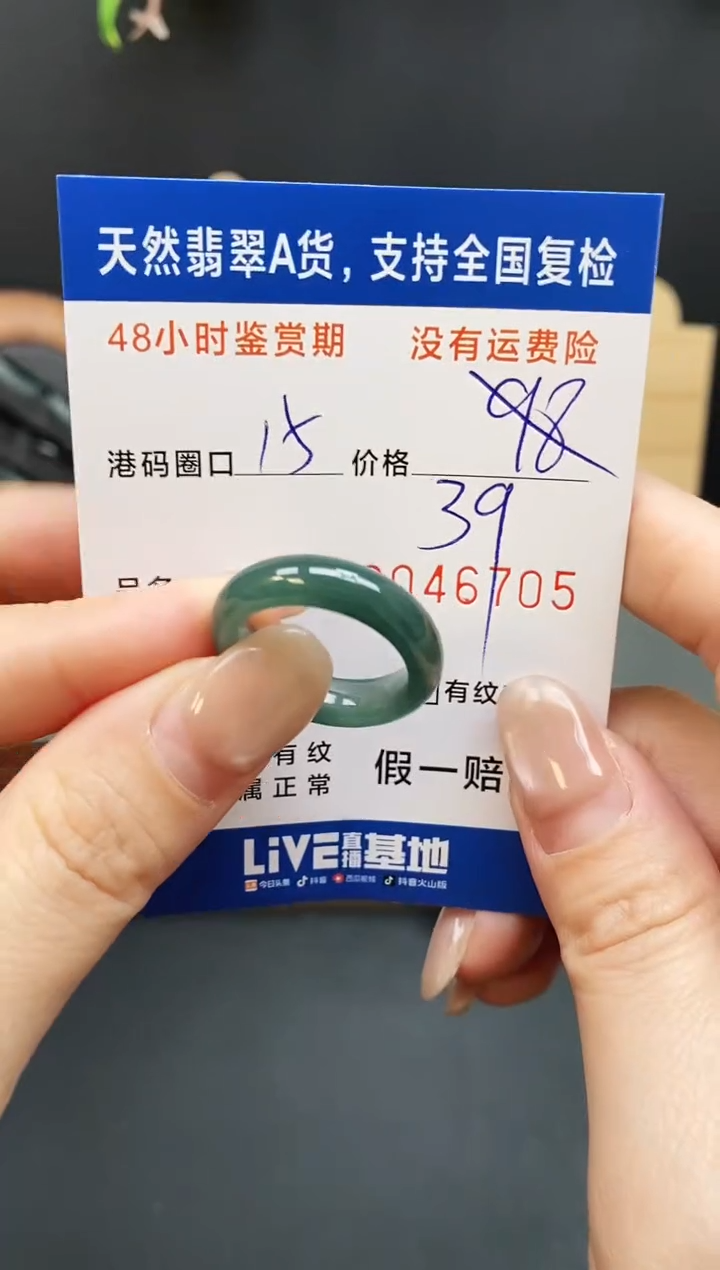 天然翡翠A货，支持全国复检
48小时鉴赏期 没有运费险
98
港码圈口 15 价格
39
046705
有纹
有纹
属正常 假一赔
LiVE直播基地
今日头条 抖音 西瓜视频 抖音火山版